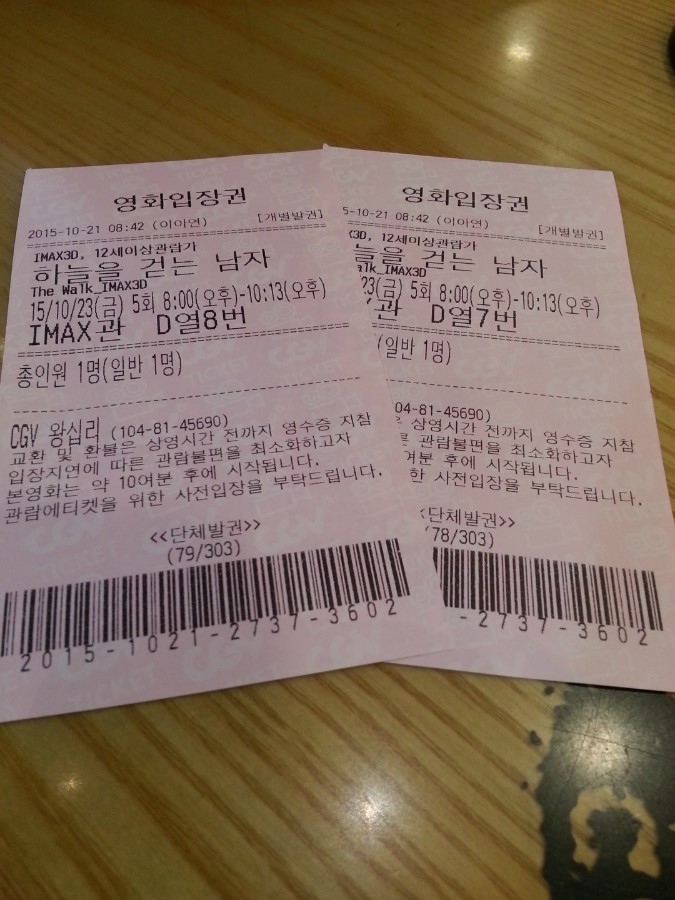 영화입장권
2015-10-21 08:42 (이아연) [개별발권]
IMAX3D, 12세이상관람가
하늘을 걷는 남자
The Walk_IMAX3D
15/10/23(금) 5회 8:00(오후)-10:13(오후)
IMAX관 D열8번
총인원 1명(일반 1명)
CGV 왕십리 (104-81-45690)
교환 및 환불은 상영시간 전까지 영수증 지참
입장지연에 따른 관람불편을 최소화하고자
본영화는 약 10여분 후에 시작됩니다.
관람에티켓을 위한 사전입장을 부탁드립니다.
<<단체발권>>
(79/303)
2015-1021-2737-3602
영화입장권
5-10-21 08:42 (이아연) [개별발권]
3D, 12세이상관람가
늘을 걷는 남자
alk_IMAX3D
23(금) 5회 8:00(오후)-10:13(오후)
관 D열7번
(일반 1명)
04-81-45690)
상영시간 전까지 영수증 지참
관람불편을 최소화하고자
여분 후에 시작됩니다.
한 사전입장을 부탁드립니다.
<단체발권>>
(78/303)
-2737-3602